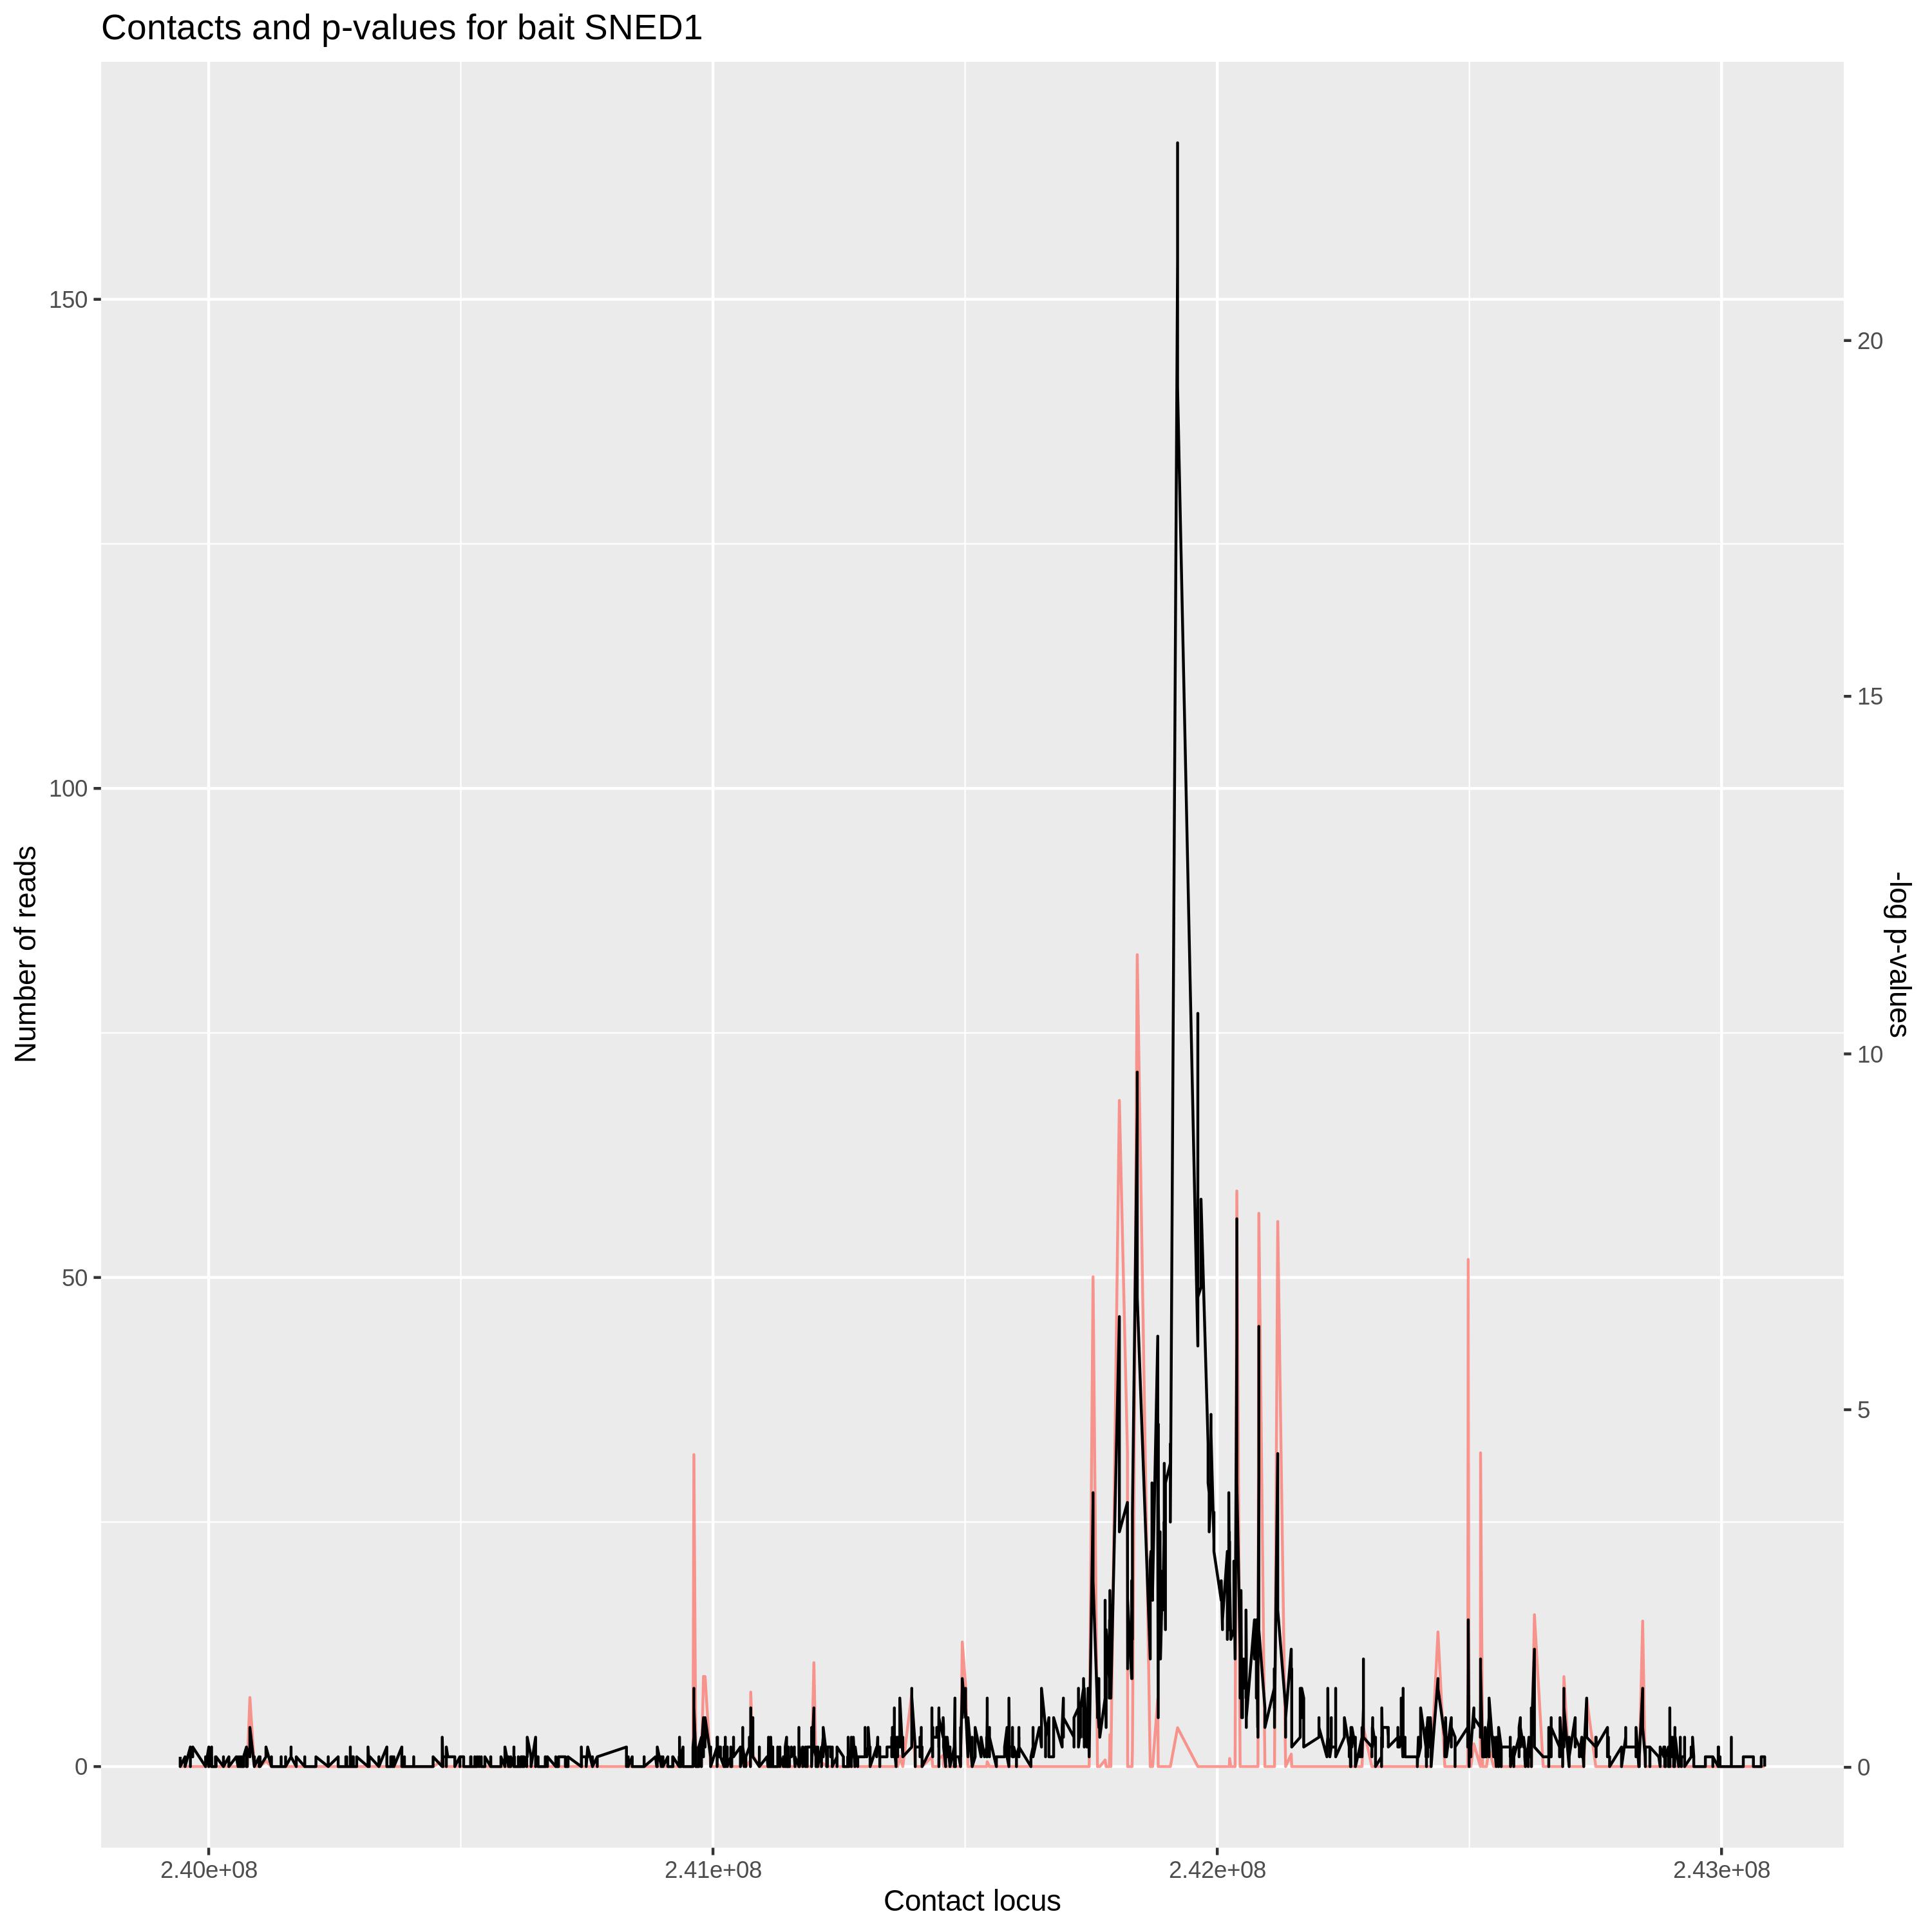 Contacts and p-values for bait SNED1
150
100
50
0
Number of reads
20
15
10
5
0
-log p-values
2.40e+08
2.41e+08
2.42e+08
2.43e+08
Contact locus